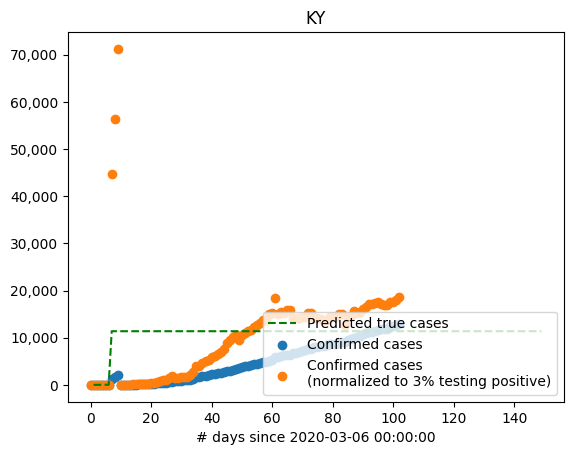 KY
70,000
60,000
50,000
40,000
30,000
20,000
10,000
0
Predicted true cases
Confirmed cases
Confirmed cases
(normalized to 3% testing positive)
0 20 40 60 80 100 120 140
# days since 2020-03-06 00:00:00